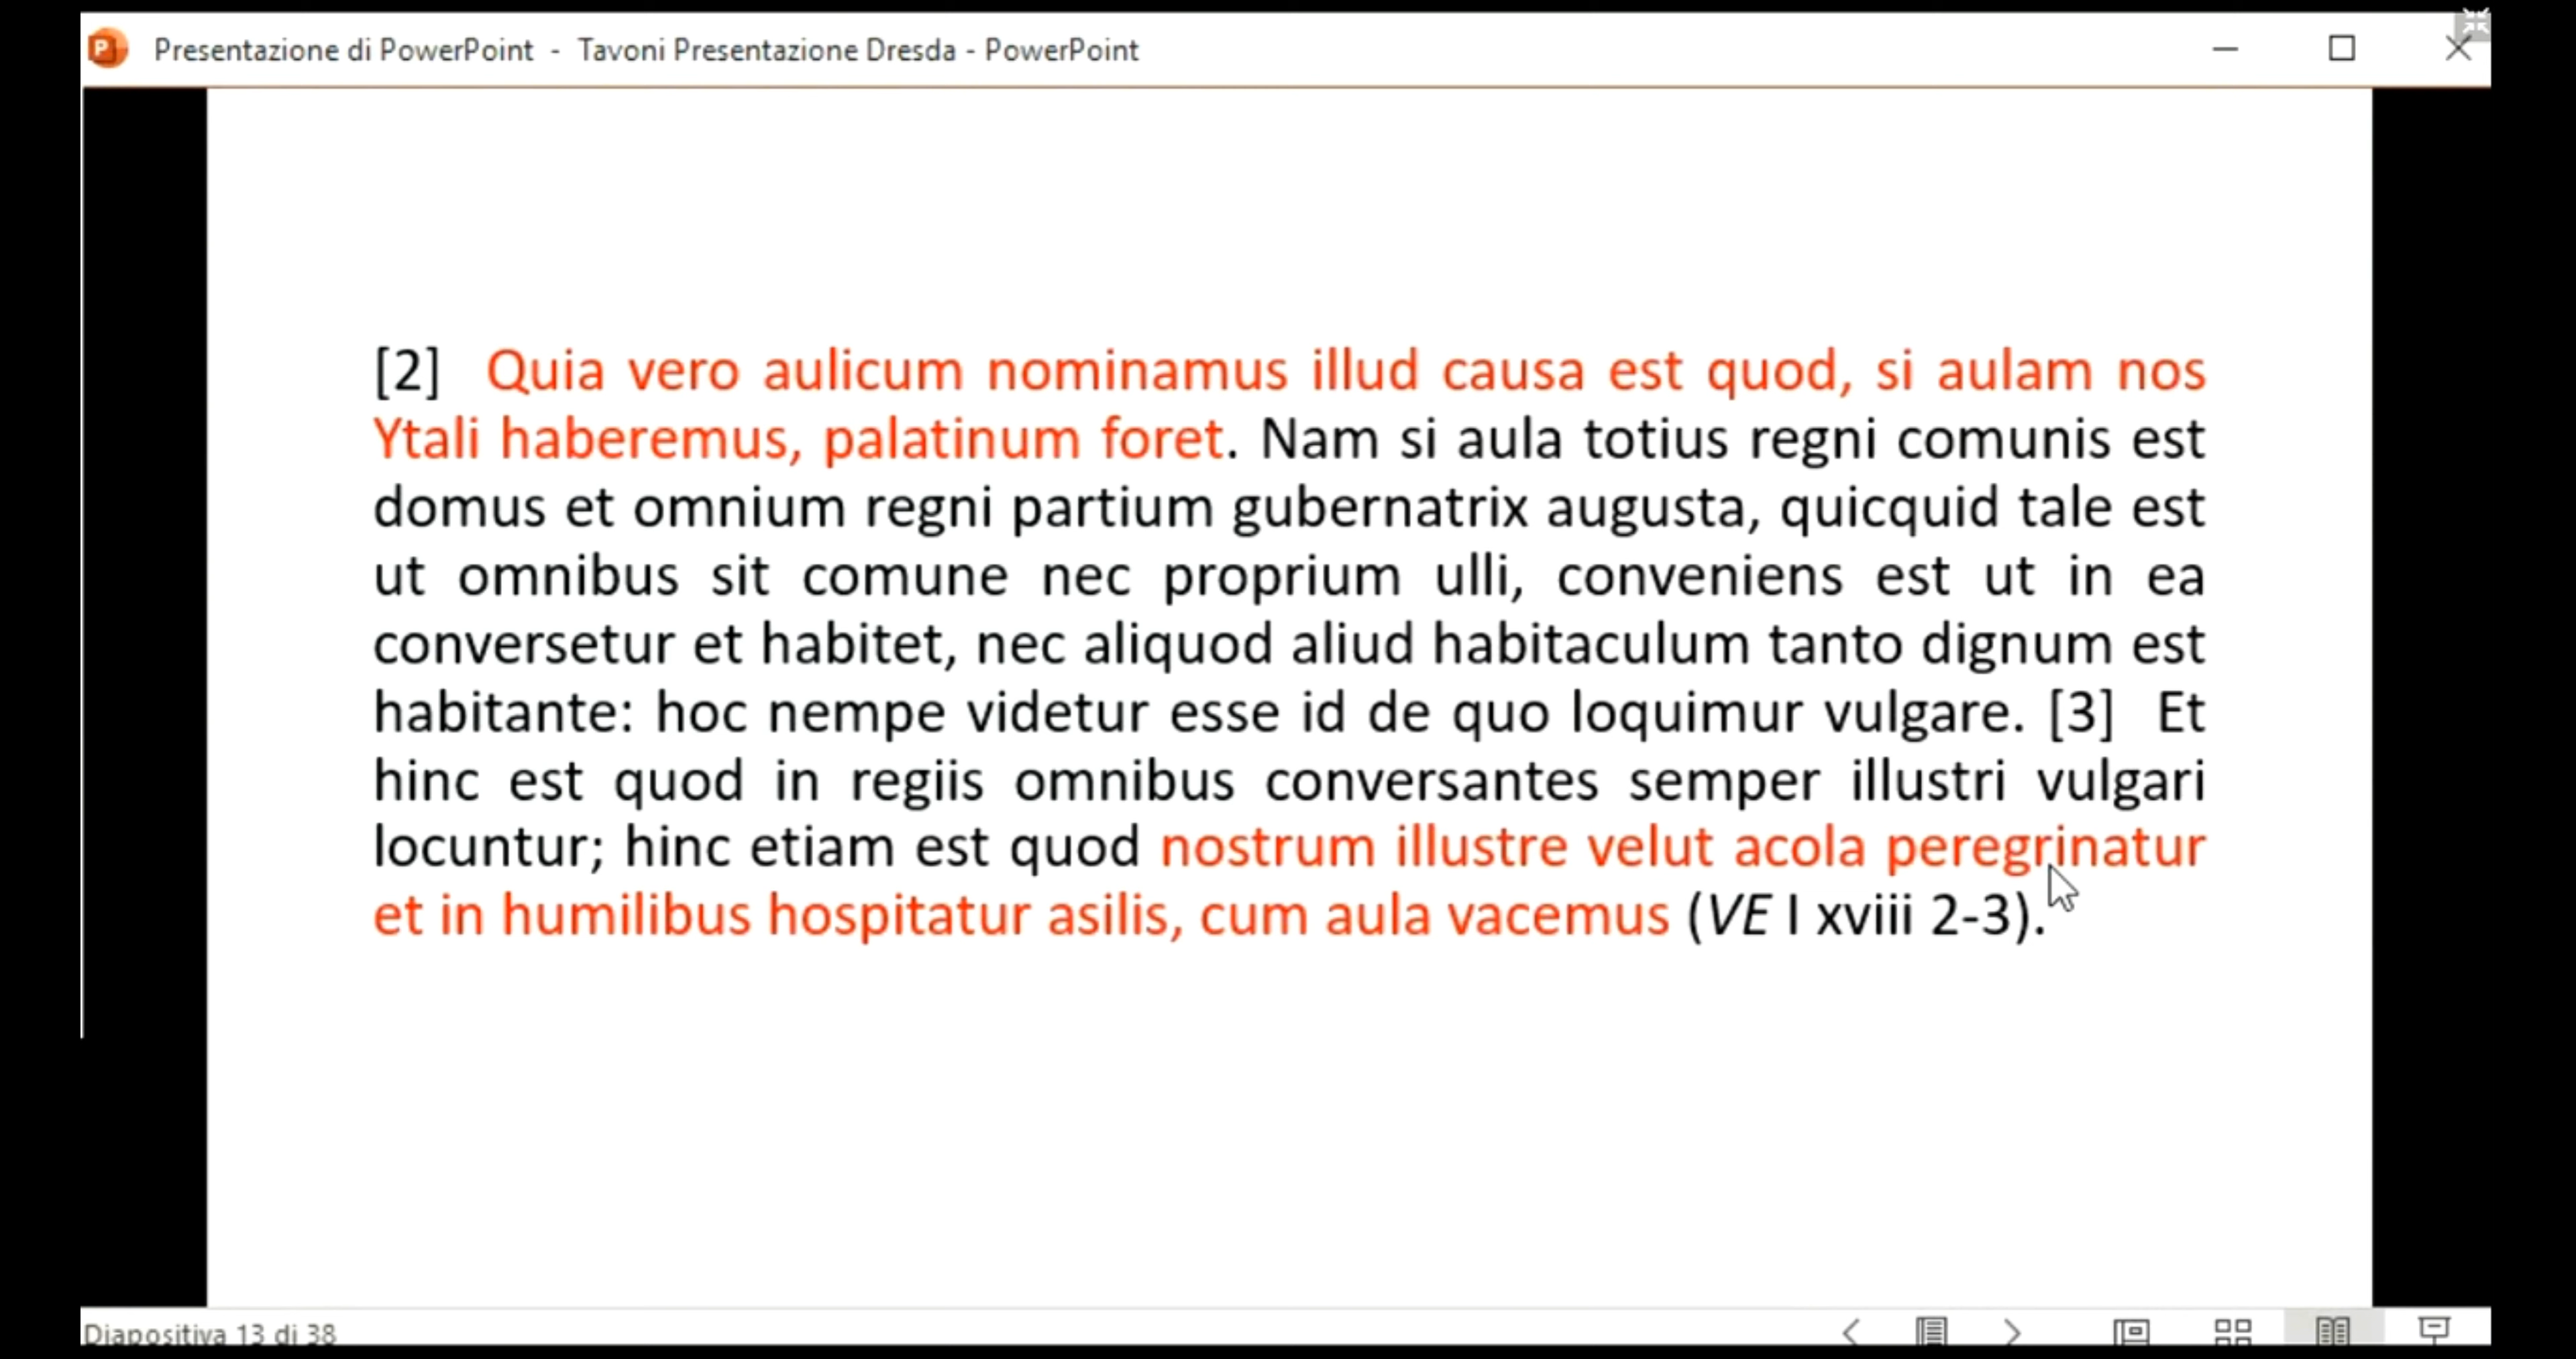 Presentazione di PowerPoint - Tavoni Presentazione Dresda - PowerPoint
[2] Quia vero aulicum nominamus illud causa est quod, si aulam nos
Ytali haberemus, palatinum foret. Nam si aula totius regni comunis est
domus et omnium regni partium gubernatrix augusta, quicquid tale est
ut omnibus sit comune nec proprium ulli, conveniens est ut in ea
conversetur et habitet, nec aliquod aliud habitaculum tanto dignum est
habitante: hoc nempe videtur esse id de quo loquimur vulgare. [3] Et
hinc est quod in regiis omnibus conversantes semper illustri vulgari
locuntur; hinc etiam est quod nostrum illustre velut acola peregrinatur
et in humilibus hospitatur asilis, cum aula vacemus (VE I xviii 2-3).
Diapositiva 13 di 38